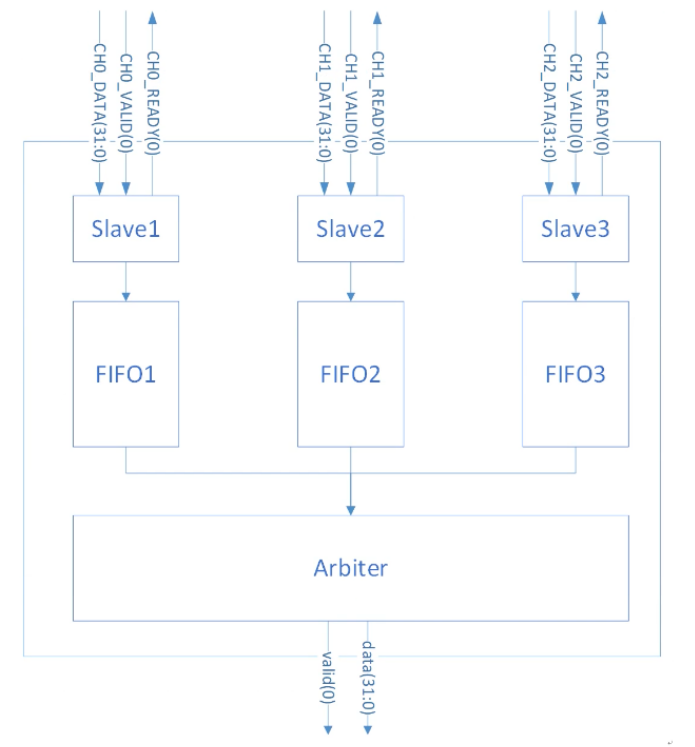 CH0_DATA(31:0)
CH0_VALID(0)
CH0_READY(0)
CH1_DATA(31:0)
CH1_VALID(0)
CH1_READY(0)
CH2_DATA(31:0)
CH2_VALID(0)
CH2_READY(0)
Slave1
Slave2
Slave3
FIFO1
FIFO2
FIFO3
Arbiter
valid(0)
data(31:0)